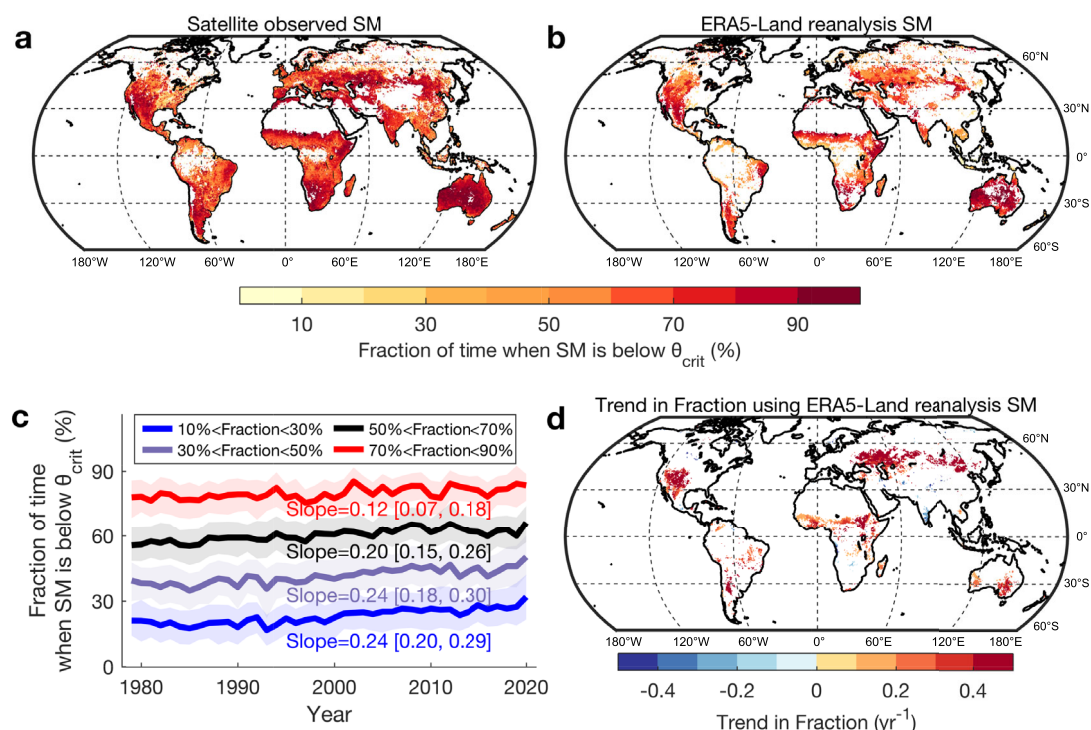 a
Satellite observed SM
b
ERA5-Land reanalysis SM
60°N
30°N
0°
30°S
60°S
180°W 120°W 60°W 0° 60°E 120°E 180°E
180°W 120°W 60°W 0° 60°E 120°E 180°E
10 30 50 70 90
Fraction of time when SM is below θcrit (%)
c
Fraction of time
when SM is below θcrit (%)
10%<Fraction<30% 50%<Fraction<70%
30%<Fraction<50% 70%<Fraction<90%
90
60
30
0
Slope=0.12 [0.07, 0.18]
Slope=0.20 [0.15, 0.26]
Slope=0.24 [0.18, 0.30]
Slope=0.24 [0.20, 0.29]
1980 1990 2000 2010 2020
Year
d
Trend in Fraction using ERA5-Land reanalysis SM
60°N
30°N
0°
30°S
60°S
180°W 120°W 60°W 0° 60°E 120°E 180°E
-0.4 -0.2 0 0.2 0.4
Trend in Fraction (yr-1)